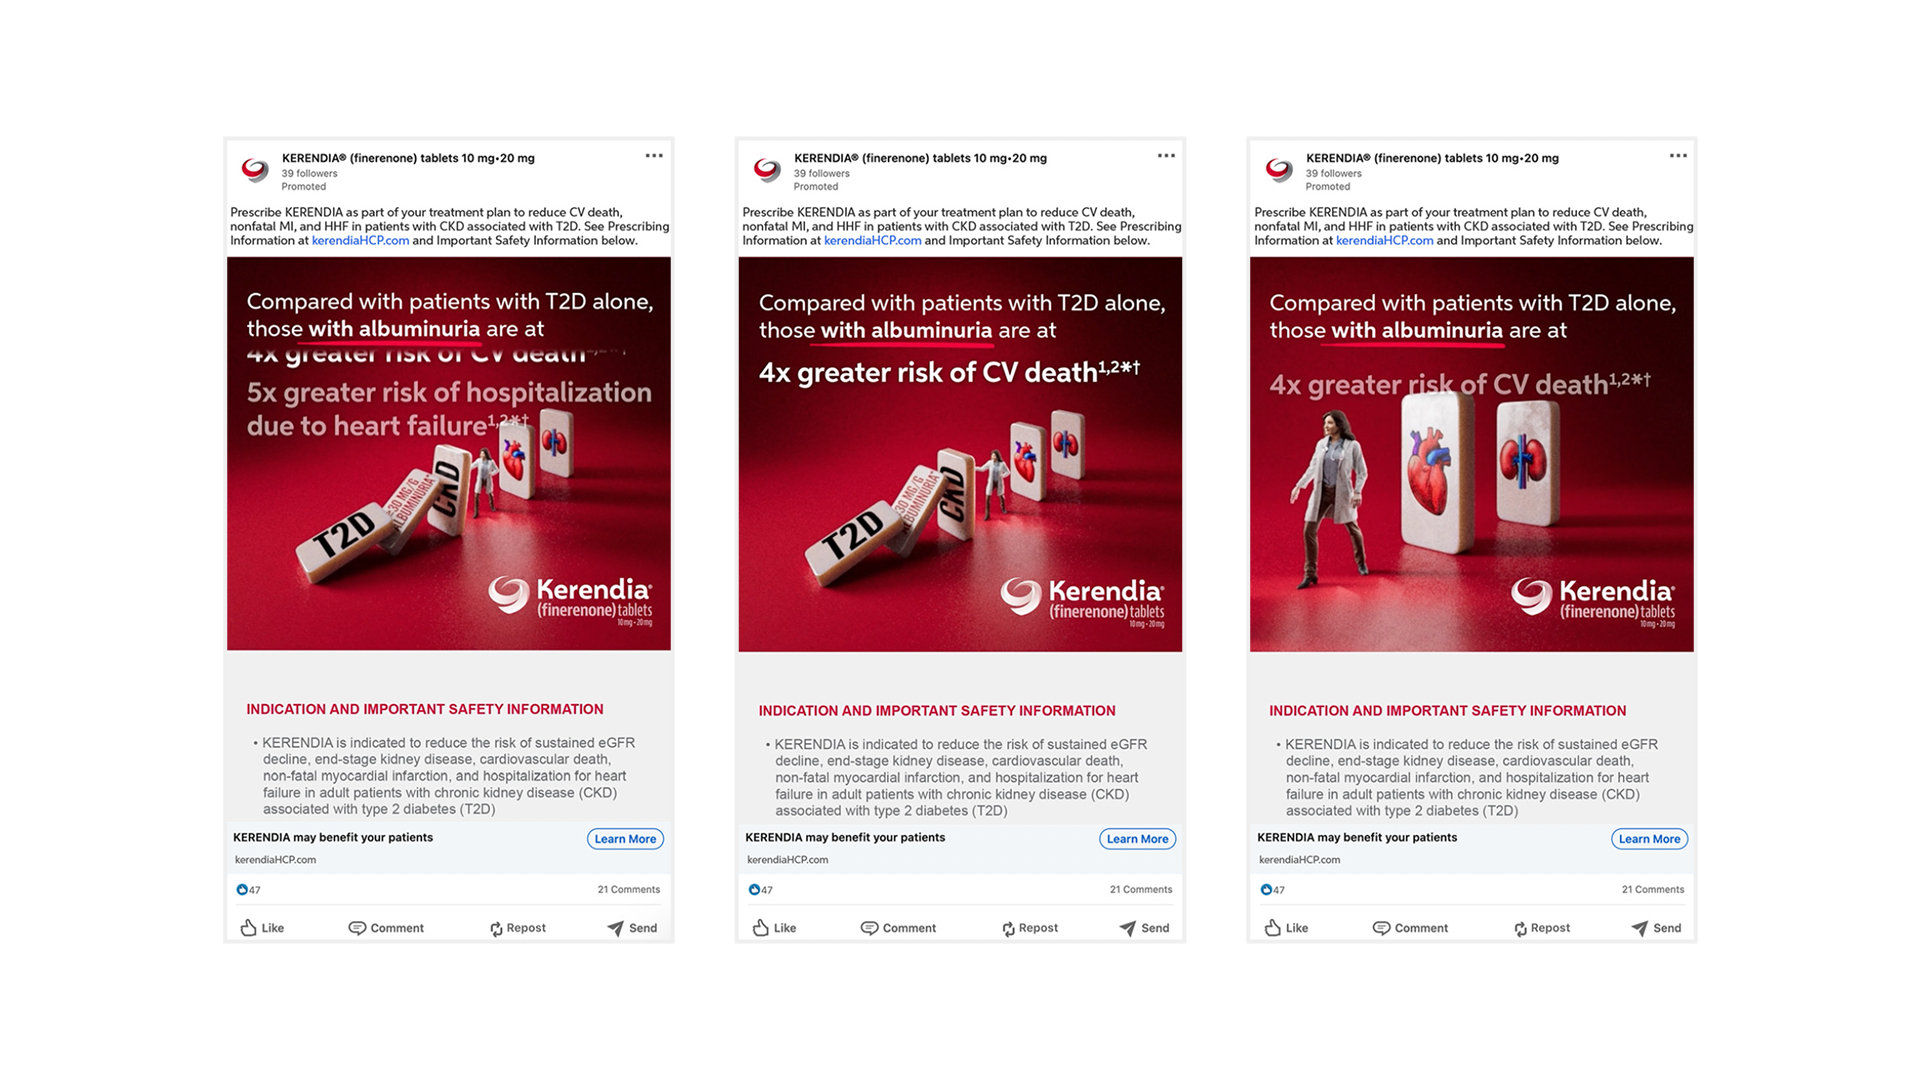 KERENDIA® (finerenone) tablets 10 mg•20 mg
39 followers
Promoted
Prescribe KERENDIA as part of your treatment plan to reduce CV death,
nonfatal MI, and HHF in patients with CKD associated with T2D. See Prescribing
Information at kerendiaHCP.com and Important Safety Information below.
Compared with patients with T2D alone,
those with albuminuria are at
4x greater risk of CV death
5x greater risk of hospitalization
due to heart failure1,2*†
T2D
30 MG/G
ALBUMINURIA
CKD
Kerendia®
(finerenone) tablets
10 mg • 20 mg
INDICATION AND IMPORTANT SAFETY INFORMATION
• KERENDIA is indicated to reduce the risk of sustained eGFR
decline, end-stage kidney disease, cardiovascular death,
non-fatal myocardial infarction, and hospitalization for heart
failure in adult patients with chronic kidney disease (CKD)
associated with type 2 diabetes (T2D)
KERENDIA may benefit your patients
Learn More
kerendiaHCP.com
47
21 Comments
Like
Comment
Repost
Send
KERENDIA® (finerenone) tablets 10 mg•20 mg
39 followers
Promoted
Prescribe KERENDIA as part of your treatment plan to reduce CV death,
nonfatal MI, and HHF in patients with CKD associated with T2D. See Prescribing
Information at kerendiaHCP.com and Important Safety Information below.
Compared with patients with T2D alone,
those with albuminuria are at
4x greater risk of CV death1,2*†
T2D
30 MG/G
ALBUMINURIA
CKD
Kerendia®
(finerenone) tablets
10 mg • 20 mg
INDICATION AND IMPORTANT SAFETY INFORMATION
• KERENDIA is indicated to reduce the risk of sustained eGFR
decline, end-stage kidney disease, cardiovascular death,
non-fatal myocardial infarction, and hospitalization for heart
failure in adult patients with chronic kidney disease (CKD)
associated with type 2 diabetes (T2D)
KERENDIA may benefit your patients
Learn More
kerendiaHCP.com
47
21 Comments
Like
Comment
Repost
Send
KERENDIA® (finerenone) tablets 10 mg•20 mg
39 followers
Promoted
Prescribe KERENDIA as part of your treatment plan to reduce CV death,
nonfatal MI, and HHF in patients with CKD associated with T2D. See Prescribing
Information at kerendiaHCP.com and Important Safety Information below.
Compared with patients with T2D alone,
those with albuminuria are at
4x greater risk of CV death1,2*†
Kerendia®
(finerenone) tablets
10 mg • 20 mg
INDICATION AND IMPORTANT SAFETY INFORMATION
• KERENDIA is indicated to reduce the risk of sustained eGFR
decline, end-stage kidney disease, cardiovascular death,
non-fatal myocardial infarction, and hospitalization for heart
failure in adult patients with chronic kidney disease (CKD)
associated with type 2 diabetes (T2D)
KERENDIA may benefit your patients
Learn More
kerendiaHCP.com
47
21 Comments
Like
Comment
Repost
Send